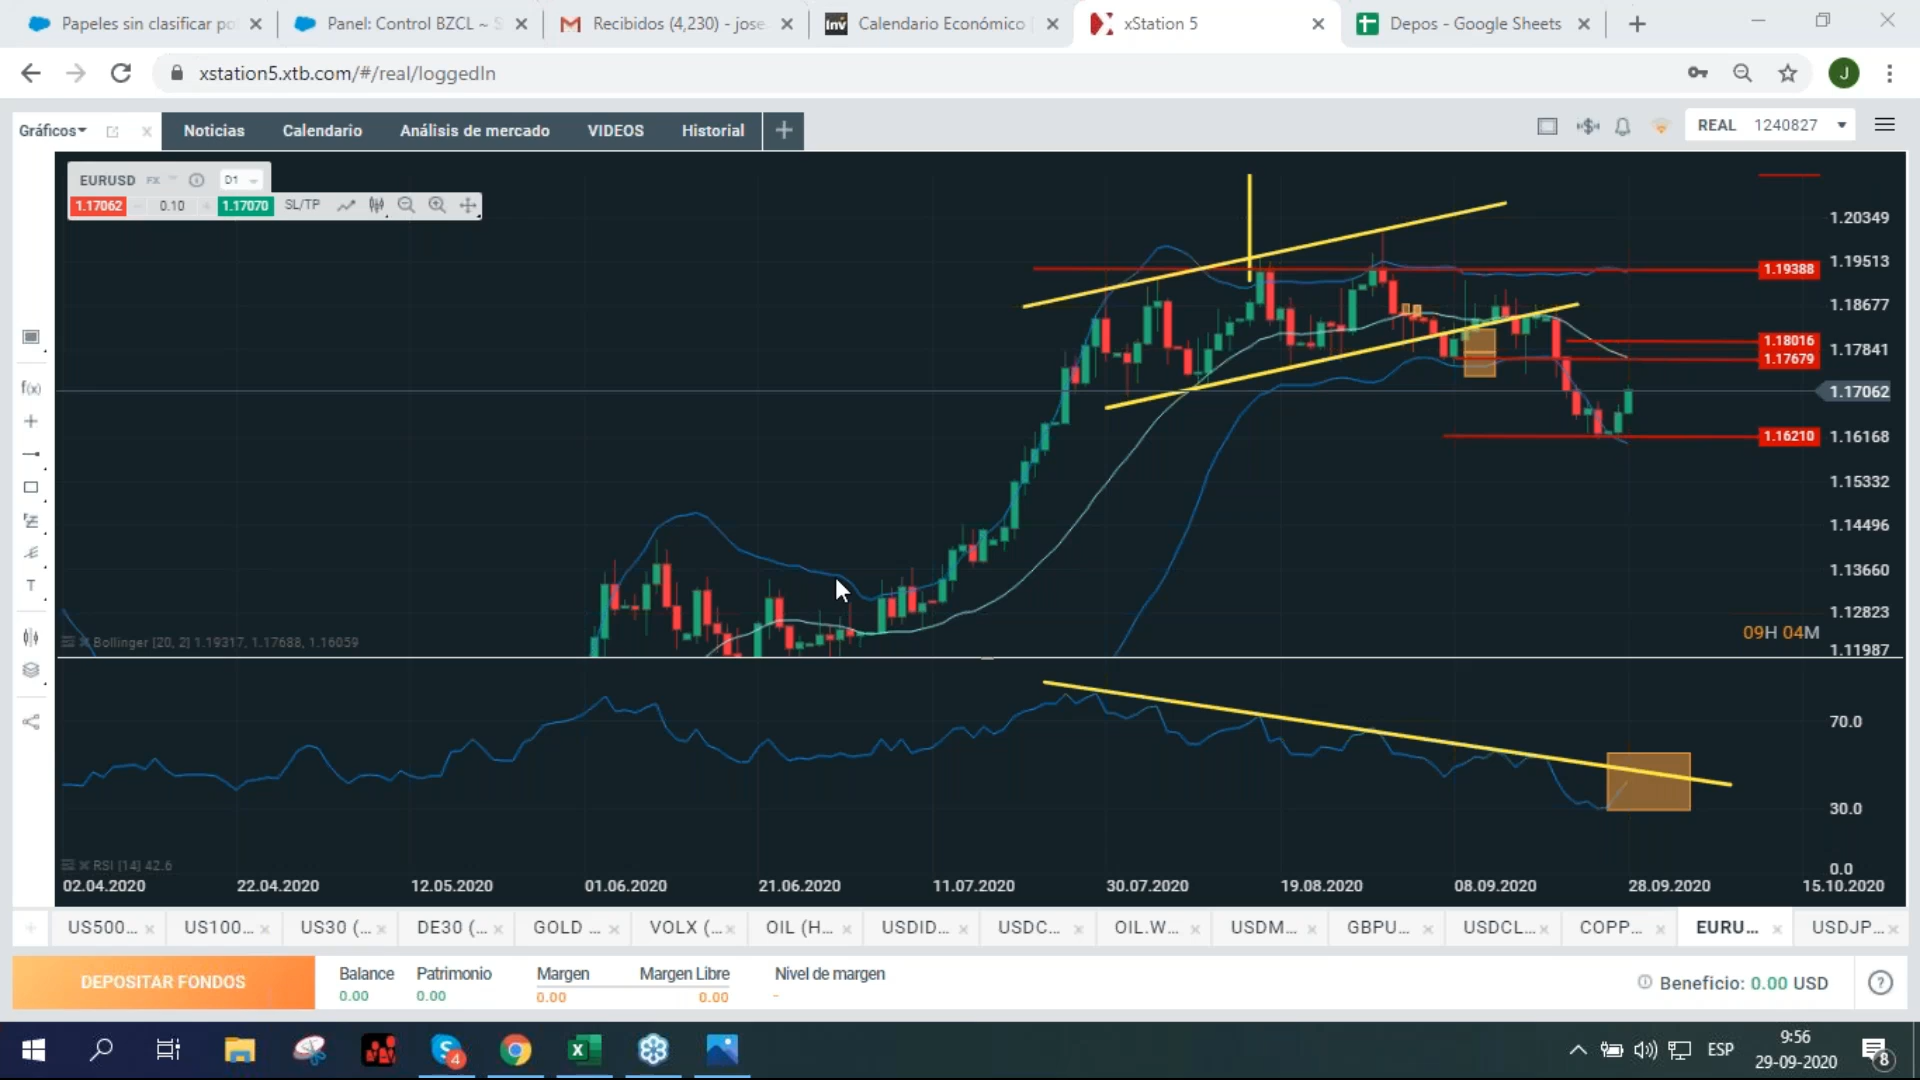 Papeles sin clasificar po
Panel: Control BZCL ~ S
Recibidos (4,230) - jose
Calendario Económico
xStation 5
Depos - Google Sheets
xstation5.xtb.com/#/real/loggedIn
J
Gráficos
Noticias
Calendario
Análisis de mercado
VIDEOS
Historial
REAL 1240827
EURUSD FX D1
1.17062 0.10 1.17070 SL/TP
1.20349
1.19513
1.19388
1.18677
1.18016
1.17841
1.17679
1.17062
1.16210 1.16168
1.15332
1.14496
1.13660
1.12823
09H 04M
Bollinger [20, 2] 1.19317, 1.17688, 1.16059
1.11987
f(x)
T
70.0
30.0
RSI [14] 42.6
0.0
02.04.2020 22.04.2020 12.05.2020 01.06.2020 21.06.2020 11.07.2020 30.07.2020 19.08.2020 08.09.2020 28.09.2020 15.10.2020
US500... US100... US30 (... DE30 (... GOLD ... VOLX (... OIL (H... USDID... USDC... OIL.W... USDM... GBPU... USDCL... COPP... EURU... USDJP...
DEPOSITAR FONDOS
Balance Patrimonio Margen Margen Libre Nivel de margen
0.00 0.00 0.00 0.00 -
Beneficio: 0.00 USD
?
4
ESP
9:56
29-09-2020
8